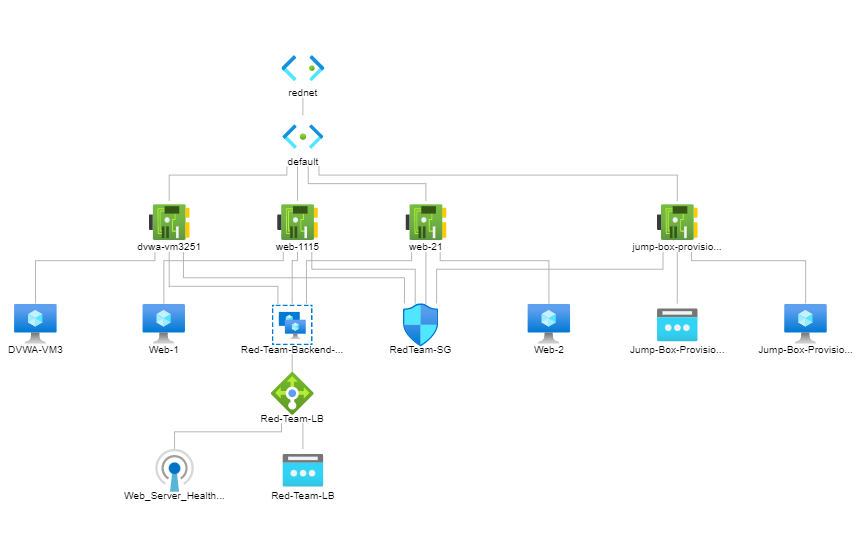 rednet
default
dvwa-vm3251
web-1115
web-21
jump-box-provisio...
DVWA-VM3
Web-1
Red-Team-Backend-...
RedTeam-SG
Web-2
Jump-Box-Provisio...
Jump-Box-Provisio...
Red-Team-LB
Web_Server_Health...
Red-Team-LB